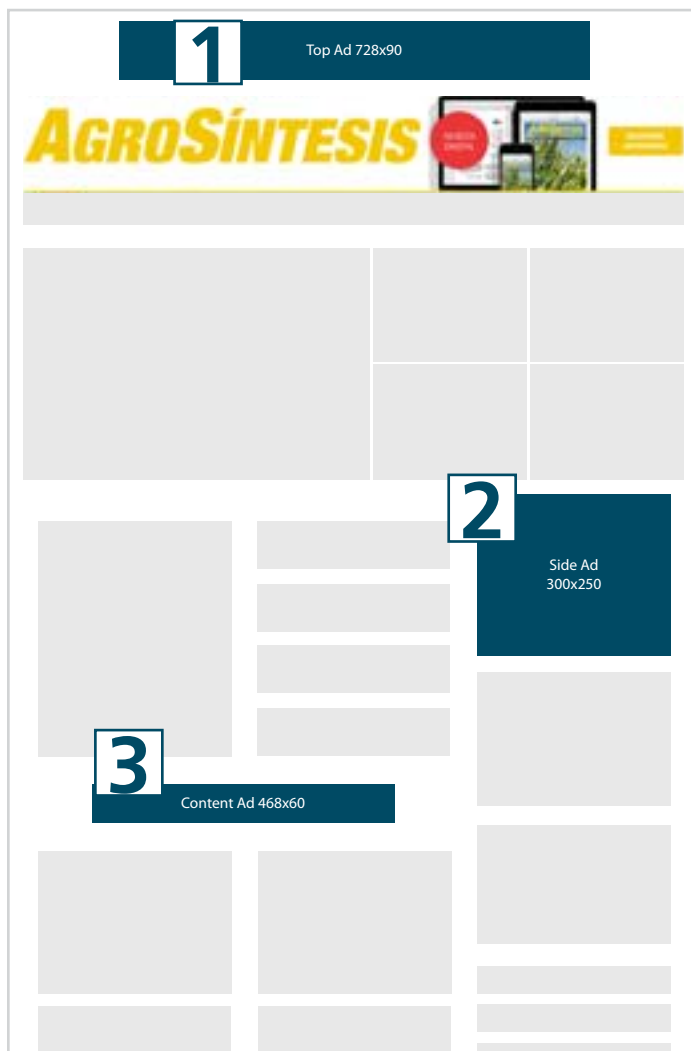 1
Top Ad 728x90
AGROSÍNTESIS
2
Side Ad
300x250
3
Content Ad 468x60